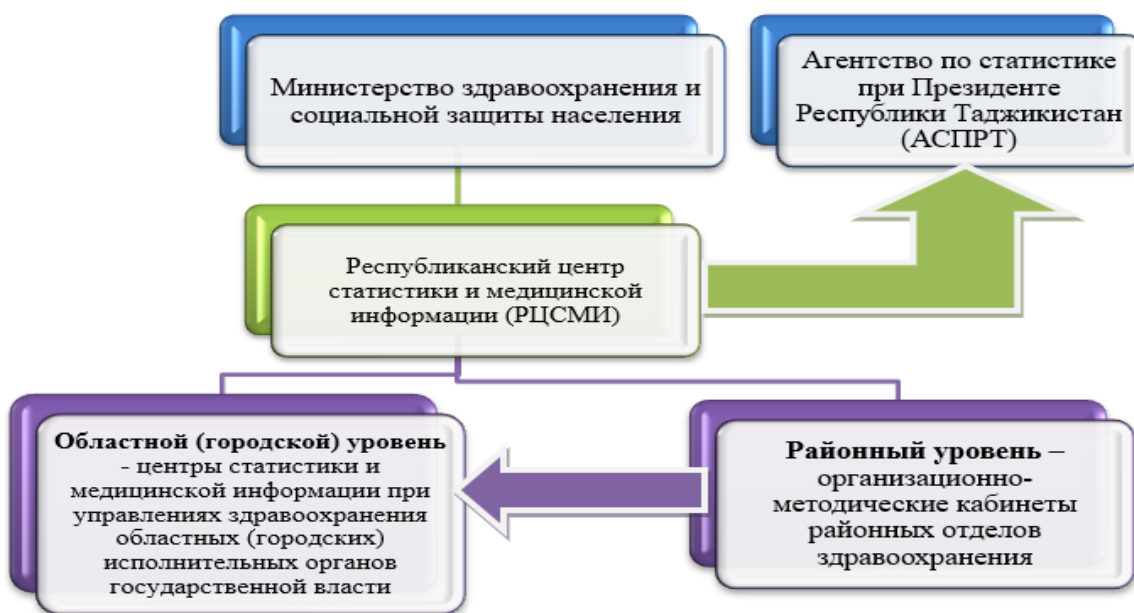 Министерство здравоохранения и
социальной защиты населения
Агентство по статистике
при Президенте
Республики Таджикистан
(АСПРТ)
Республиканский центр
статистики и медицинской
информации (РЦСМИ)
Областной (городской) уровень
- центры статистики и
медицинской информации при
управлениях здравоохранения
областных (городских)
исполнительных органов
государственной власти
Районный уровень –
организационно-
методические кабинеты
районных отделов
здравоохранения